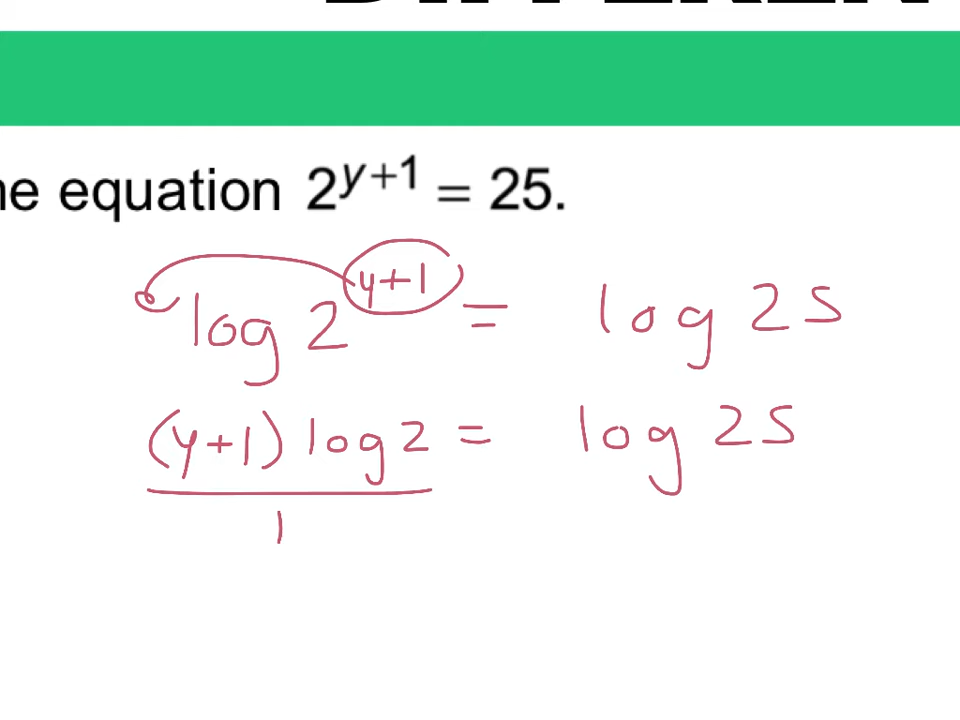 he equation 2^{y+1} = 25.
log 2^{y+1} = log 25
(y+1) log 2 = log 25
1